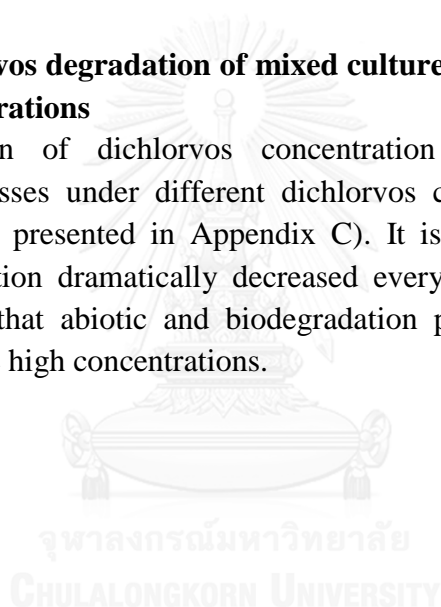 vos degradation of mixed culture
rations
n of dichlorvos concentration
sses under different dichlorvos c
presented in Appendix C). It is
tion dramatically decreased every
that abiotic and biodegradation p
high concentrations.
จุฬาลงกรณ์มหาวิทยาลัย
CHULALONGKORN UNIVERSITY